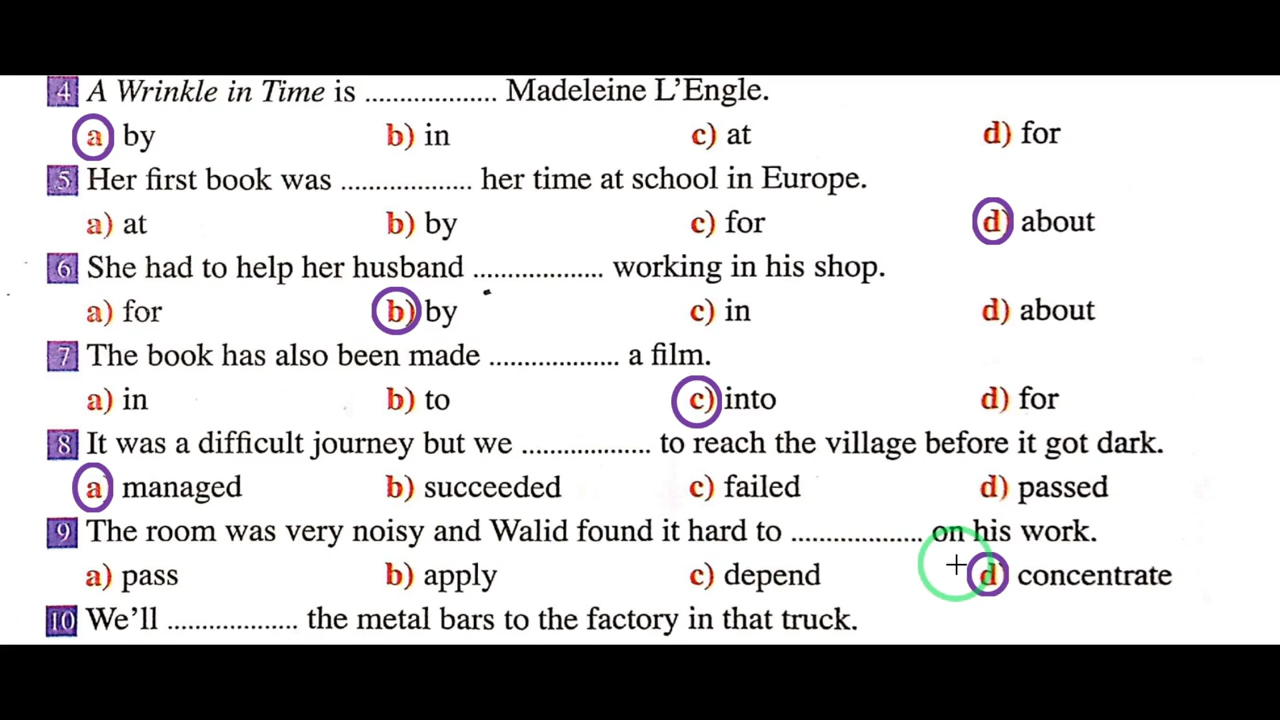 4 A Wrinkle in Time is ................... Madeleine L'Engle.
a) by b) in c) at d) for
5 Her first book was ................... her time at school in Europe.
a) at b) by c) for d) about
6 She had to help her husband ................... working in his shop.
a) for b) by c) in d) about
7 The book has also been made ................... a film.
a) in b) to c) into d) for
8 It was a difficult journey but we ................... to reach the village before it got dark.
a) managed b) succeeded c) failed d) passed
9 The room was very noisy and Walid found it hard to ................... on his work.
a) pass b) apply c) depend d) concentrate
10 We'll ................... the metal bars to the factory in that truck.